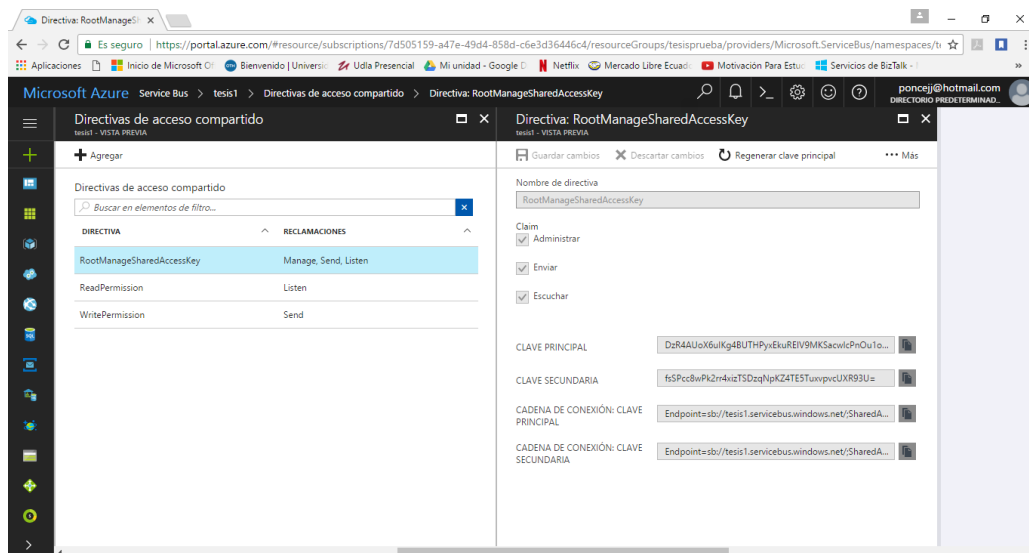 Directiva: RootManageSh
Es seguro | https://portal.azure.com/#resource/subscriptions/7d505159-a47e-49d4-858d-c6e3d36446c4/resourceGroups/tesisprueba/providers/Microsoft.ServiceBus/namespaces/t
Aplicaciones Inicio de Microsoft Of Bienvenido | Universid Udla Presencial Mi unidad - Google D Netflix Mercado Libre Ecuad Motivación Para Estud Servicios de BizTalk - 
Microsoft Azure Service Bus > tesis1 > Directivas de acceso compartido > Directiva: RootManageSharedAccessKey
poncejj@hotmail.com
DIRECTORIO PREDETERMINAD...
Directivas de acceso compartido
tesis1 - VISTA PREVIA
Agregar
Directivas de acceso compartido
Buscar en elementos de filtro...
DIRECTIVA RECLAMACIONES
RootManageSharedAccessKey Manage, Send, Listen
ReadPermission Listen
WritePermission Send
Directiva: RootManageSharedAccessKey
tesis1 - VISTA PREVIA
Guardar cambios Descartar cambios Regenerar clave principal ••• Más
Nombre de directiva
RootManageSharedAccessKey
Claim
Administrar
Enviar
Escuchar
CLAVE PRINCIPAL
CLAVE SECUNDARIA
CADENA DE CONEXIÓN: CLAVE
PRINCIPAL
Endpoint=sb://tesis1.servicebus.windows.net/;SharedA...
CADENA DE CONEXIÓN: CLAVE
SECUNDARIA
Endpoint=sb://tesis1.servicebus.windows.net/;SharedA...